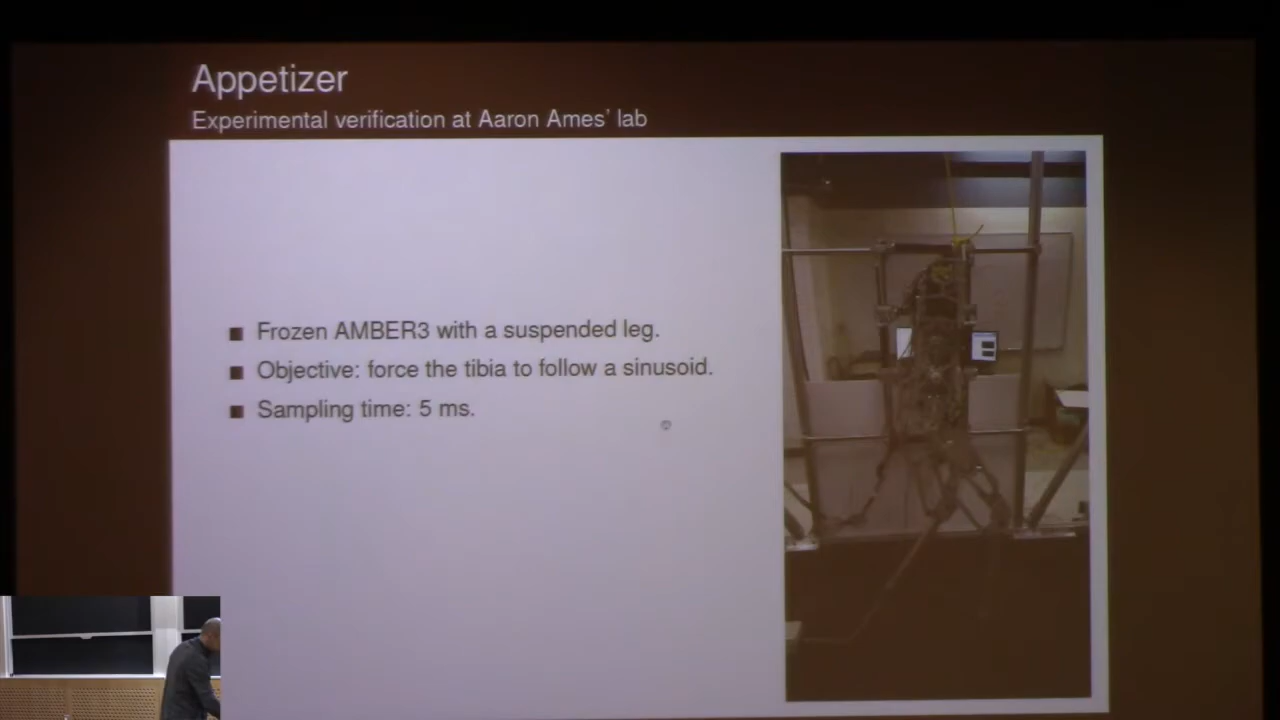 Appetizer
Experimental verification at Aaron Ames' lab
Frozen AMBER3 with a suspended leg.
Objective: force the tibia to follow a sinusoid.
Sampling time: 5 ms.